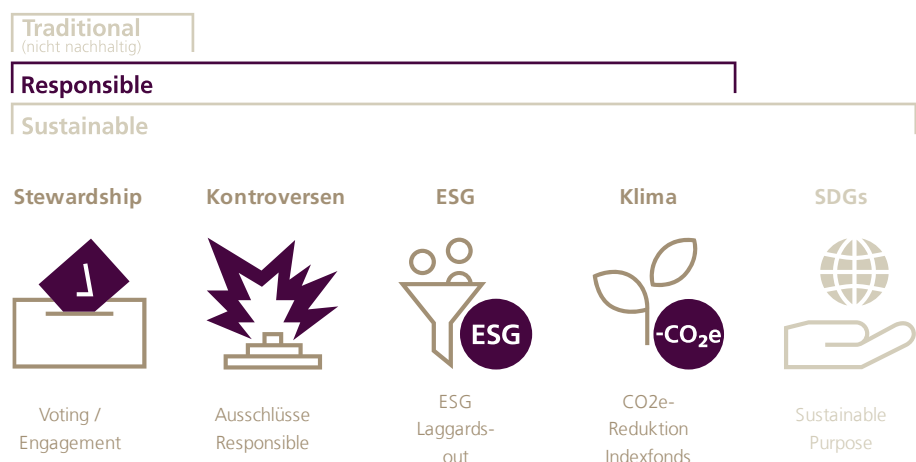 Traditional
(nicht nachhaltig)
Responsible
Sustainable
Stewardship
Kontroversen
ESG
Klima
SDGs
ESG
-CO₂e
Voting /
Engagement
Ausschlüsse
Responsible
ESG
Laggards-
out
CO2e-
Reduktion
Indexfonds
Sustainable
Purpose